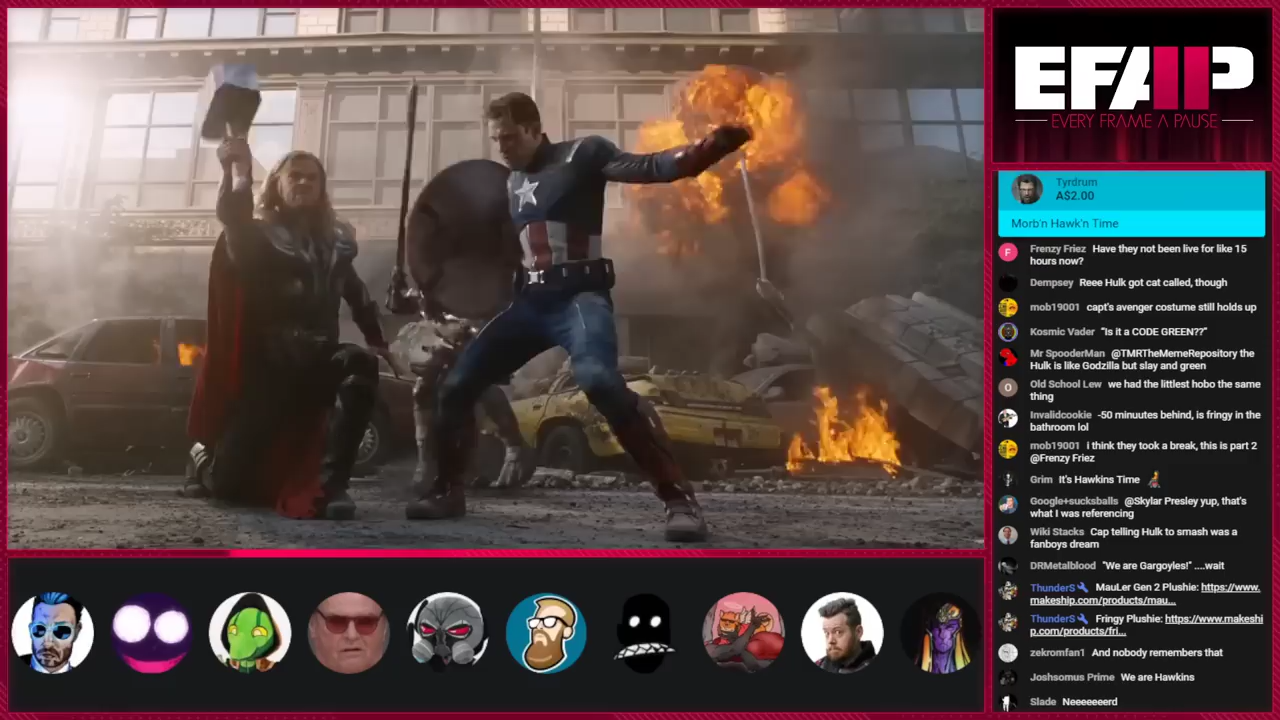 EFAP
EVERY FRAME A PAUSE
Tyrdrum
A$2.00
Morb'n Hawk'n Time
F Frenzy Friez Have they not been live for like 15
hours now?
Dempsey Reee Hulk got cat called, though
mob19001 capt's avenger costume still holds up
Kosmic Vader “Is it a CODE GREEN??”
Mr SpooderMan @TMRTheMemeRepository the
Hulk is like Godzilla but slay and green
O Old School Lew we had the littlest hobo the same
thing
Invalidcookie -50 minuutes behind, is fringy in the
bathroom lol
mob19001 i think they took a break, this is part 2
@Frenzy Friez
Grim It's Hawkins Time
Google+sucksballs @Skylar Presley yup, that's
what I was referencing
Wiki Stacks Cap telling Hulk to smash was a
fanboys dream
DRMetalblood "We are Gargoyles!" ....wait
ThunderS MauLer Gen 2 Plushie: https://www.
makeship.com/products/mau...
ThunderS Fringy Plushie: https://www.makeshi
p.com/products/fri...
zekromfan1 And nobody remembers that
Joshsomus Prime We are Hawkins
Slade Neeeeeerd